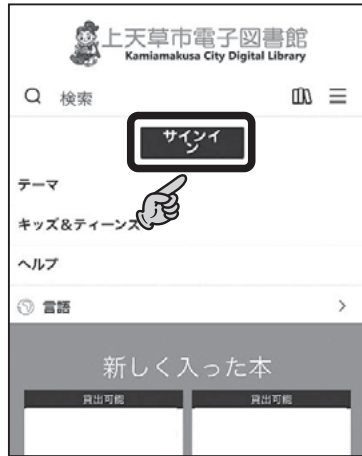 上天草市電子図書館
Kamiamakusa City Digital Library
検索
サインイ
ン
テーマ
キッズ&ティーンズ
ヘルプ
言語
新しく入った本
貸出可能
貸出可能